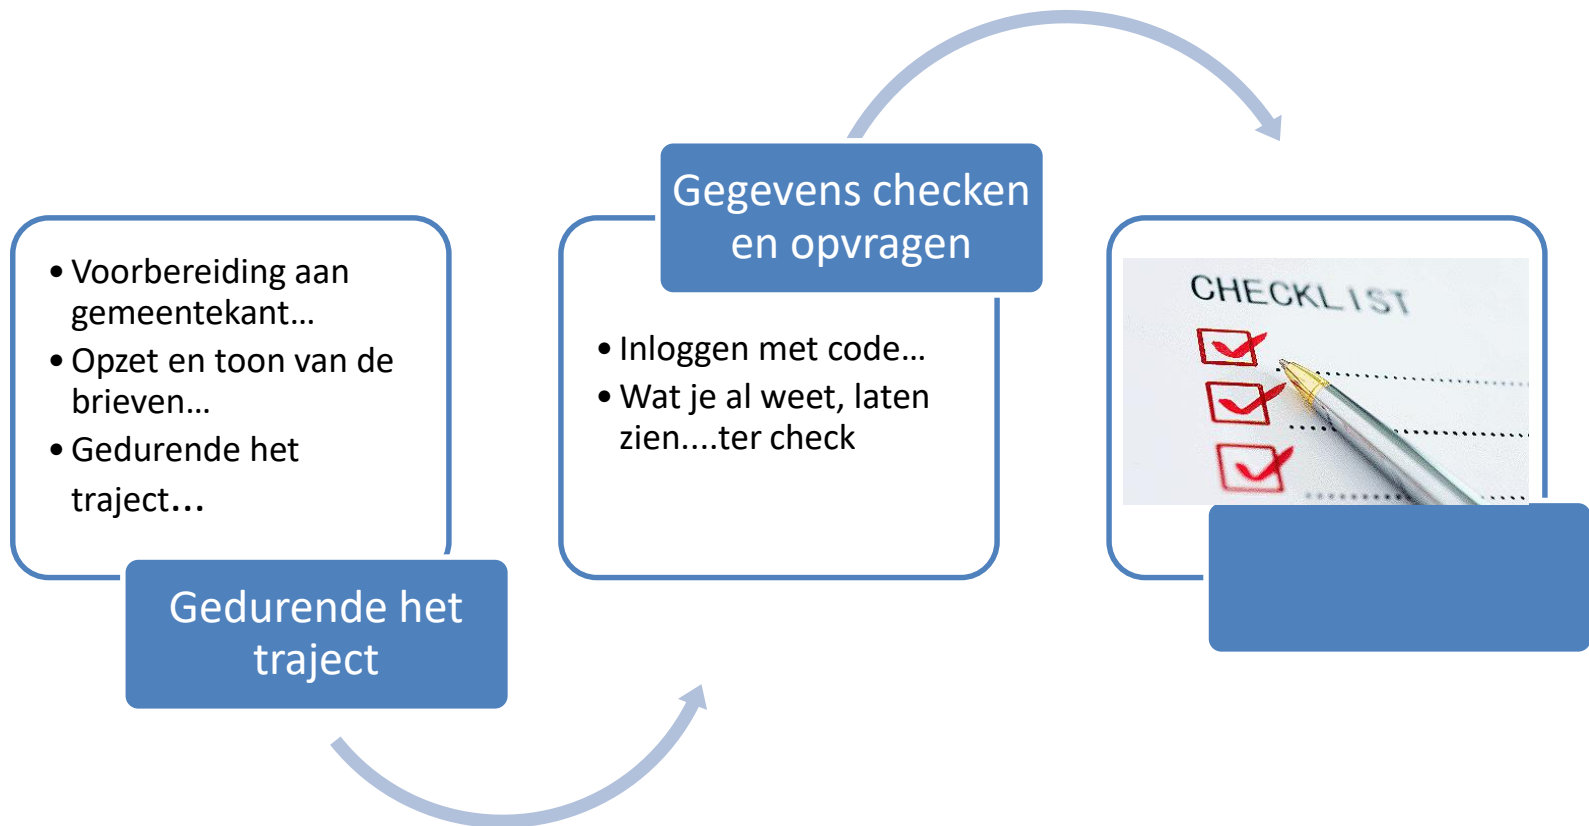 • Voorbereiding aan
gemeentekant...
• Opzet en toon van de
brieven...
• Gedurende het
traject...
Gedurende het
traject
Gegevens checken
en opvragen
• Inloggen met code...
• Wat je al weet, laten
zien....ter check
CHECKLIST